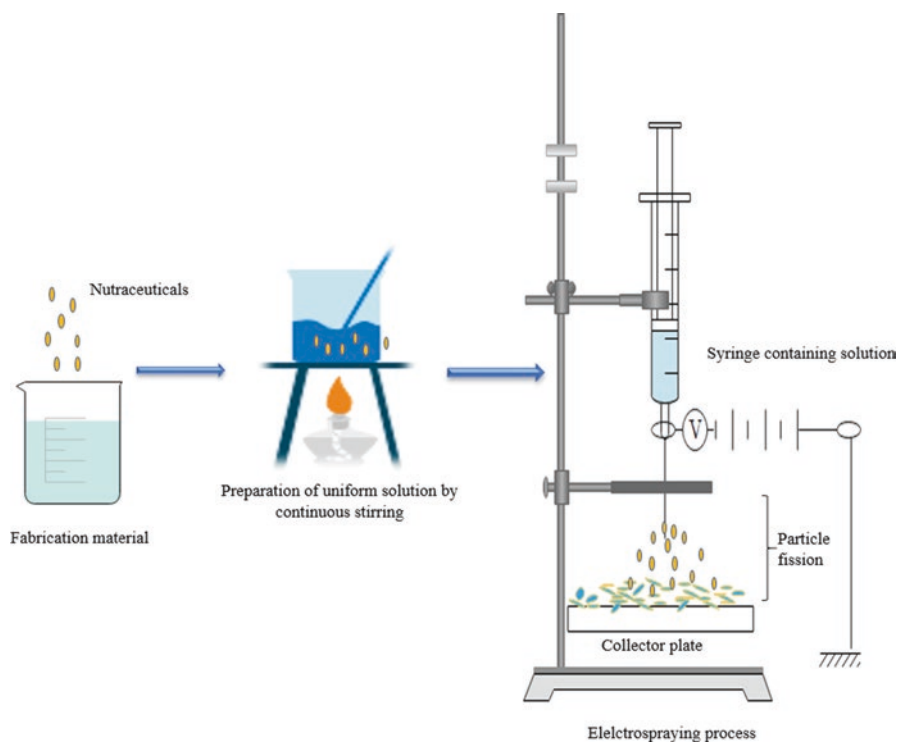 Nutraceuticals
Fabrication material
Preparation of uniform solution by
continuous stirring
Syringe containing solution
V
Particle
fission
Collector plate
Elelctrospraying process